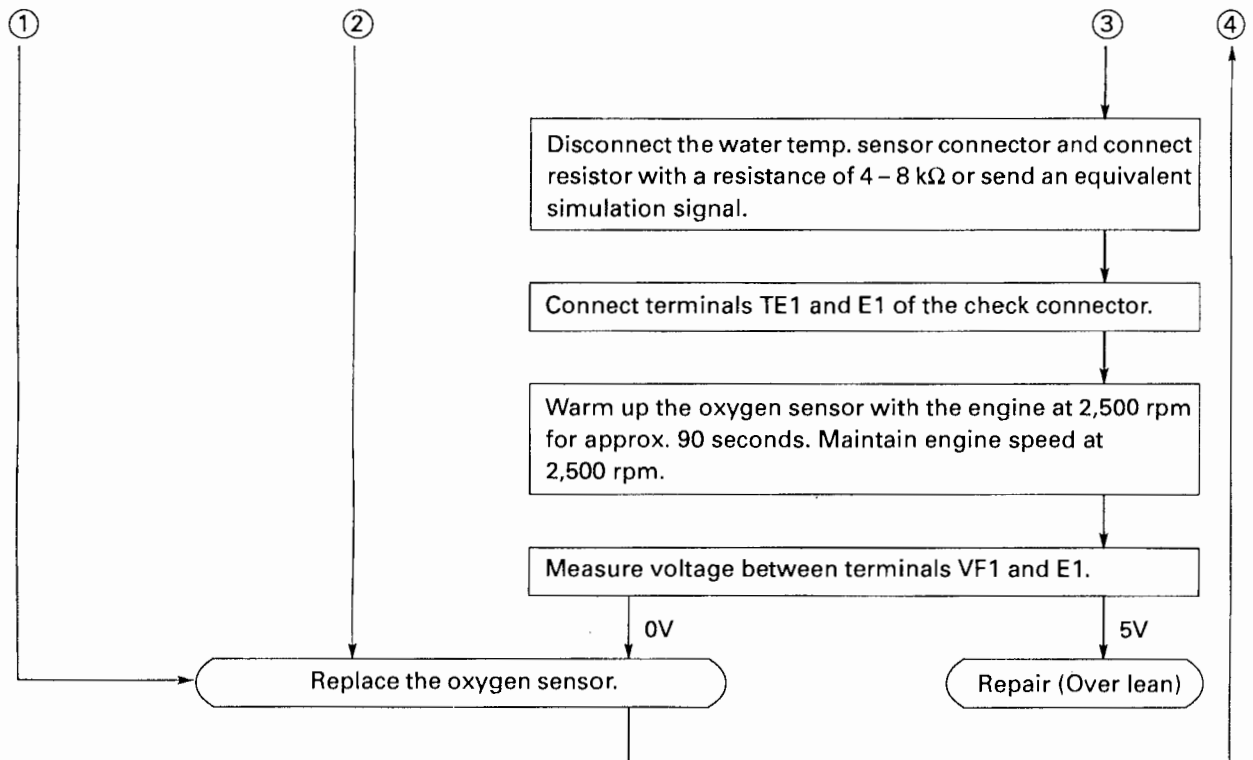 ① ② ③ ④
Disconnect the water temp. sensor connector and connect
resistor with a resistance of 4 – 8 kΩ or send an equivalent
simulation signal.
Connect terminals TE1 and E1 of the check connector.
Warm up the oxygen sensor with the engine at 2,500 rpm
for approx. 90 seconds. Maintain engine speed at
2,500 rpm.
Measure voltage between terminals VF1 and E1.
0V 5V
Replace the oxygen sensor. Repair (Over lean)